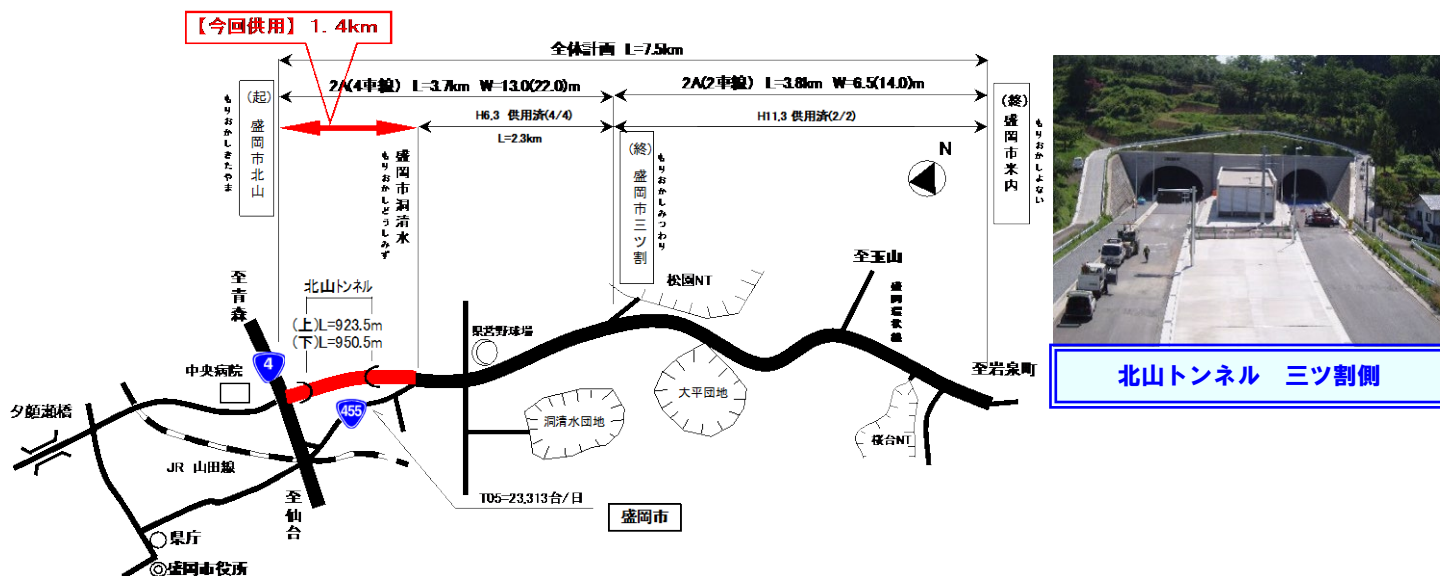 【今回供用】 1.4km
全体計画 L=7.5km
2A(4車線) L=3.7km W=13.0(22.0)m
2A(2車線) L=3.8km W=6.5(14.0)m
H6,3 供用済(4/4)
L=2.3km
H11,3 供用済(2/2)
(起) 盛岡市北山
もりおかしきたやま
盛岡市洞清水
もりおかしどうしみず
(終) 盛岡市三ツ割
もりおかしみつわり
(終) 盛岡市米内
もりおかしよない
N
至青森
北山トンネル
(上)L=923.5m
(下)L=950.5m
4
中央病院
夕顔瀬橋
455
JR 山田線
至仙台
県庁
盛岡市役所
県営野球場
松園NT
至玉山
盛岡環状線
至岩泉町
大平団地
洞清水団地
桜台NT
T05=23,313台/日
盛岡市
北山トンネル 三ツ割側